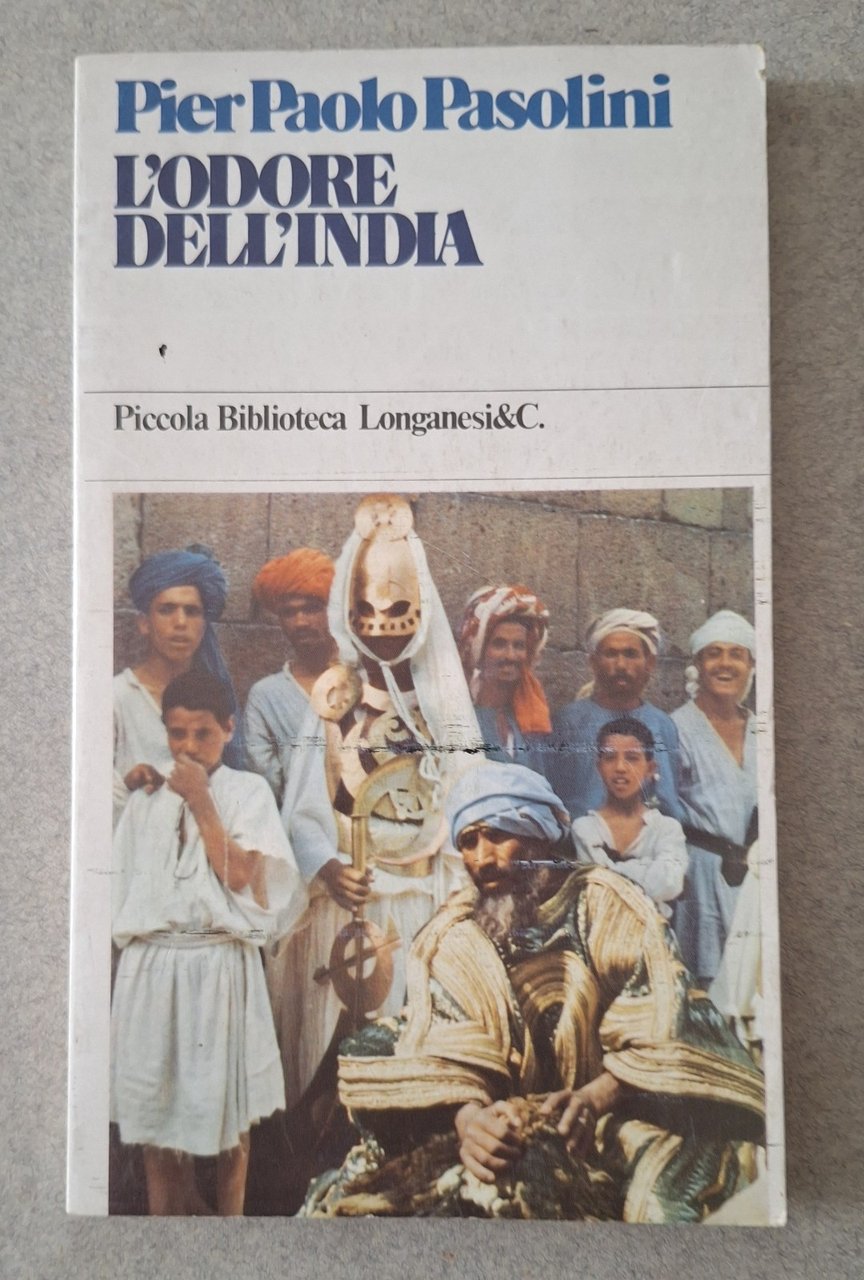 Pier Paolo Pasolini
L'ODORE
DELL'INDIA
Piccola Biblioteca Longanesi&C.